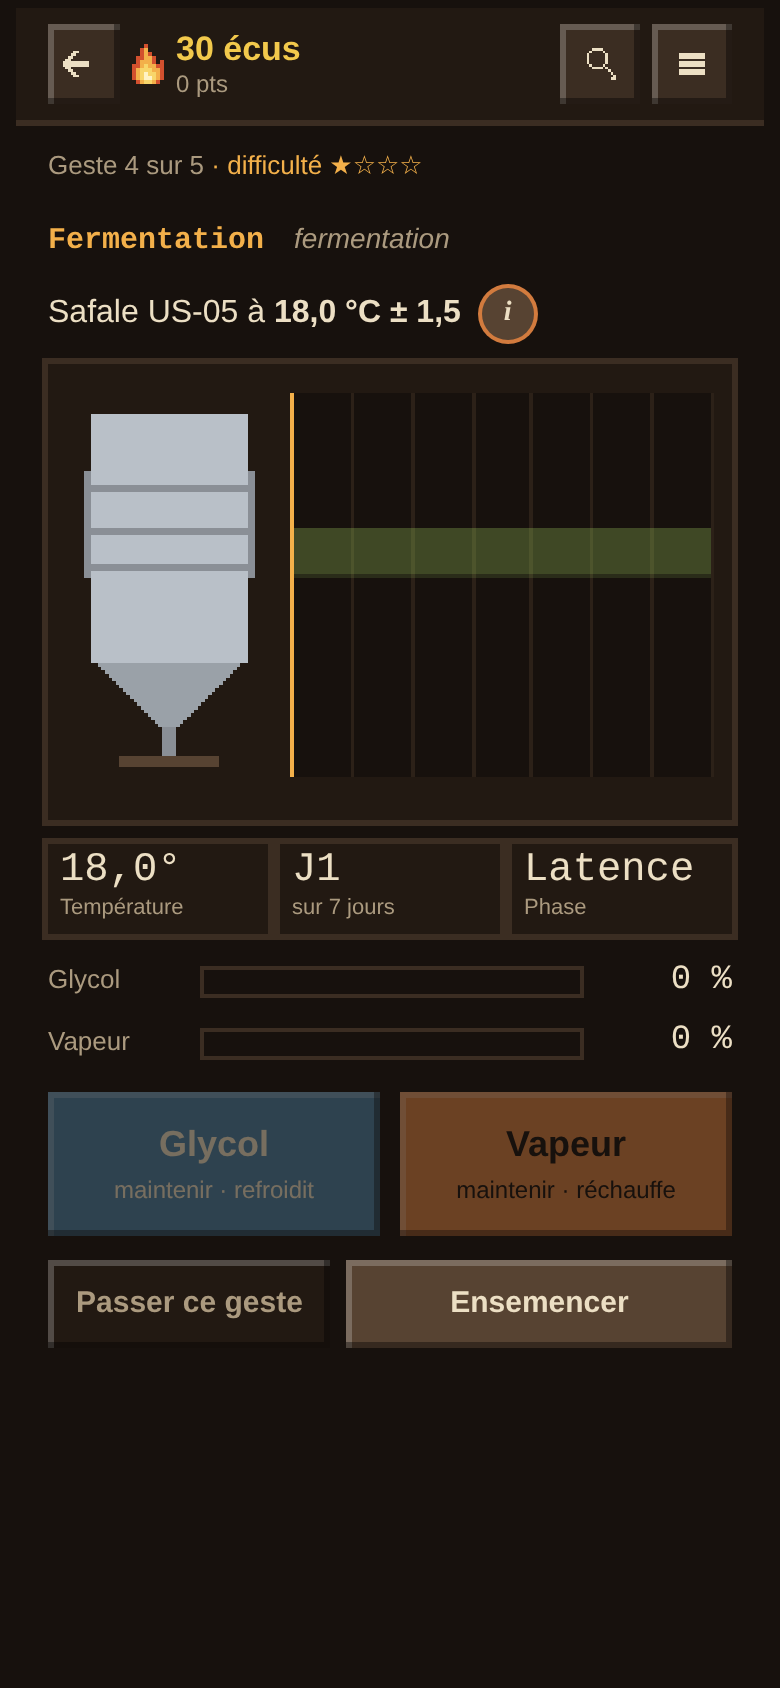 30 écus
0 pts
Geste 4 sur 5 · difficulté ★☆☆☆
Fermentation fermentation
Safale US-05 à 18,0 °C ± 1,5 i
18,0° J1 Latence
Température sur 7 jours Phase
Glycol 0 %
Vapeur 0 %
Glycol Vapeur
maintenir · refroidit maintenir · réchauffe
Passer ce geste Ensemencer